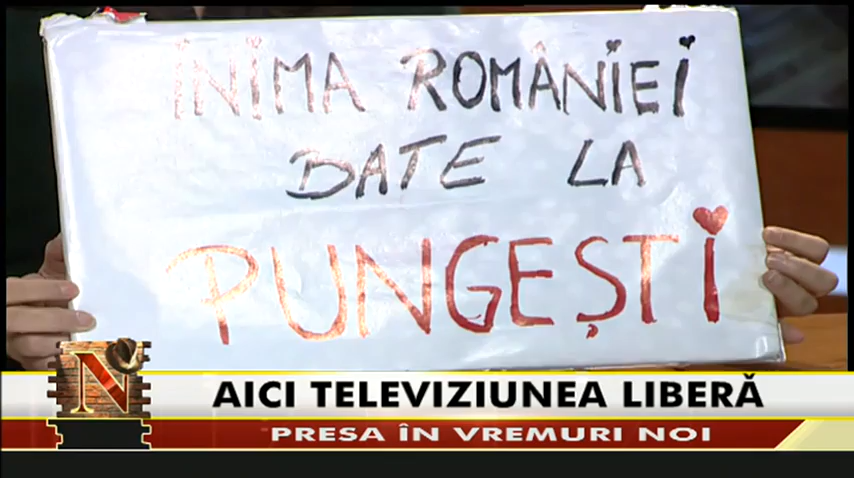 ÎNIMA ROMÂNIEI
BATE LA
PUNGEȘTI
N
AICI TELEVIZIUNEA LIBERĂ
PRESA ÎN VREMURI NOI